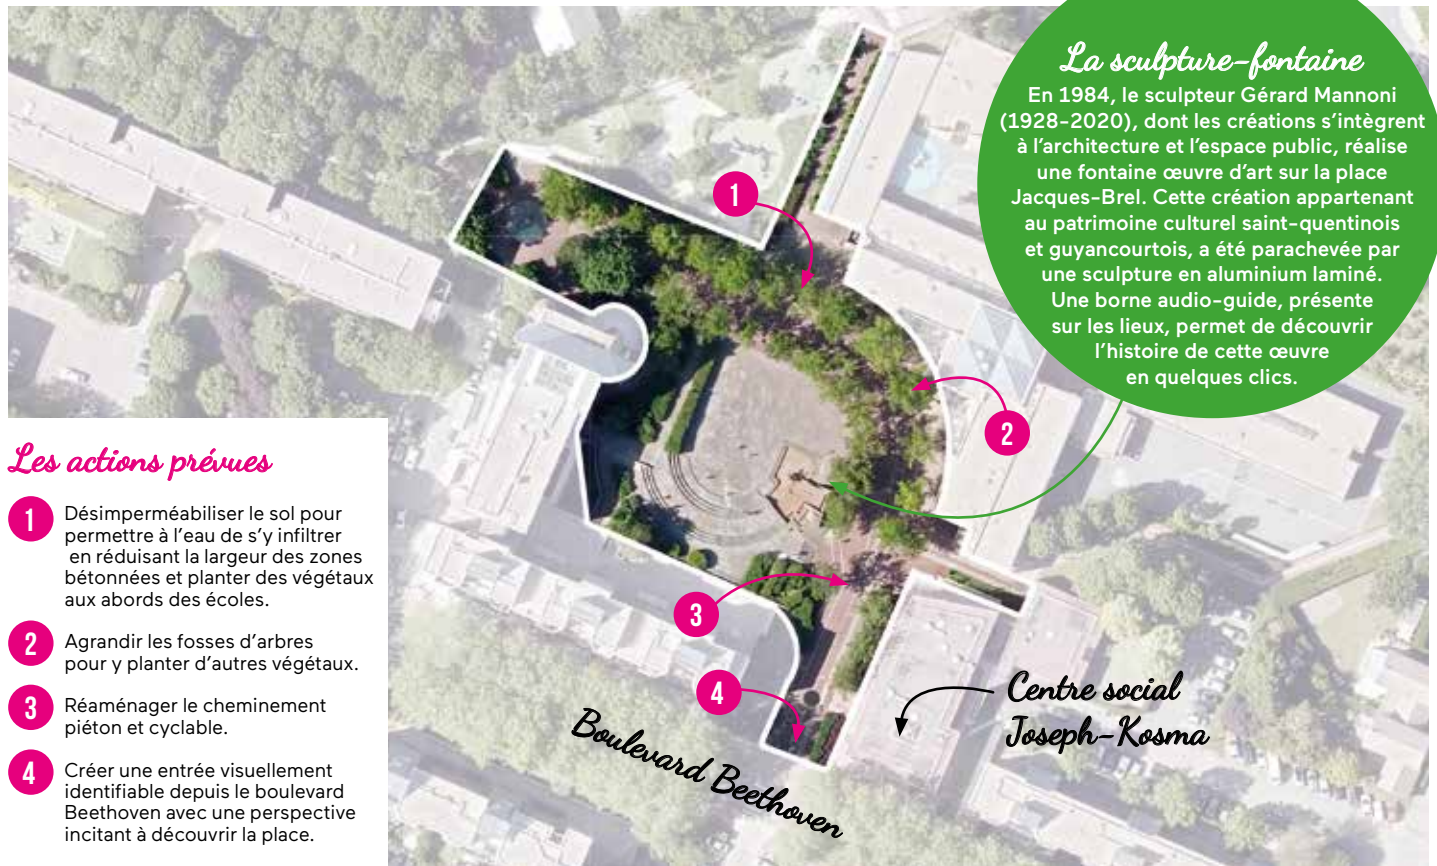 La sculpture-fontaine
En 1984, le sculpteur Gérard Mannoni
(1928-2020), dont les créations s'intègrent
à l'architecture et l'espace public, réalise
une fontaine œuvre d'art sur la place
Jacques-Brel. Cette création appartenant
au patrimoine culturel saint-quentinois
et guyancourtois, a été parachevée par
une sculpture en aluminium laminé.
Une borne audio-guide, présente
sur les lieux, permet de découvrir
l'histoire de cette œuvre
en quelques clics.
1
2
3
4
Les actions prévues
1 Désimperméabiliser le sol pour
permettre à l'eau de s'y infiltrer
en réduisant la largeur des zones
bétonnées et planter des végétaux
aux abords des écoles.
2 Agrandir les fosses d'arbres
pour y planter d'autres végétaux.
3 Réaménager le cheminement
piéton et cyclable.
4 Créer une entrée visuellement
identifiable depuis le boulevard
Beethoven avec une perspective
incitant à découvrir la place.
Boulevard Beethoven
Centre social
Joseph-Kosma